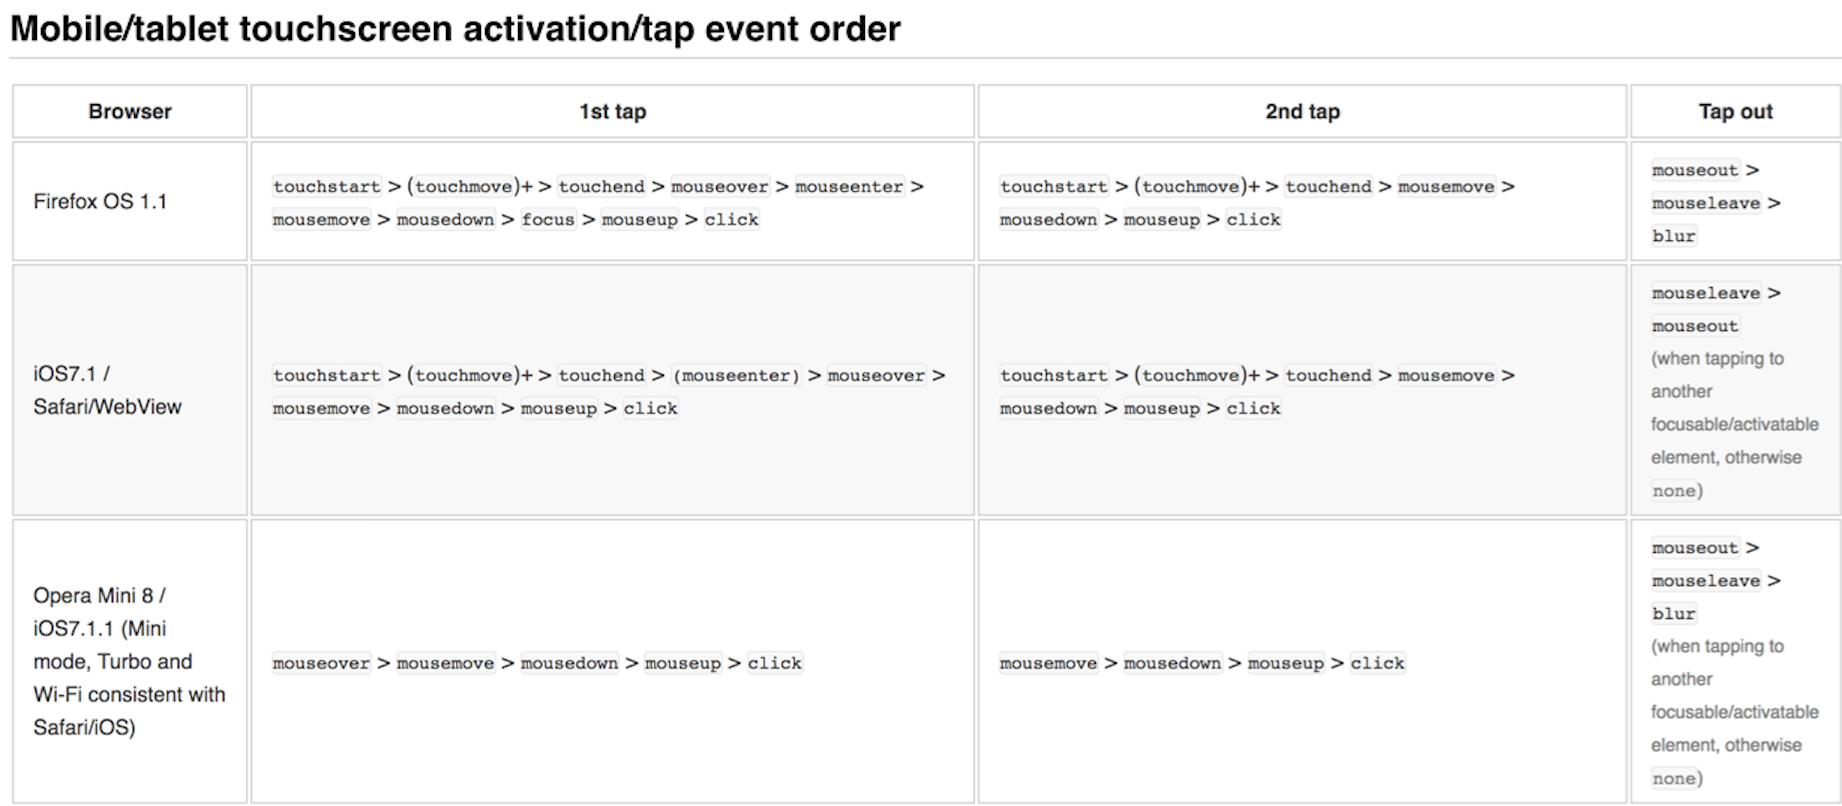 Mobile/tablet touchscreen activation/tap event order
Browser 1st tap 2nd tap Tap out
Firefox OS 1.1
touchstart > (touchmove)+ > touchend > mouseover > mouseenter >
mousemove > mousedown > focus > mouseup > click
touchstart > (touchmove)+ > touchend > mousemove >
mousedown > mouseup > click
mouseout >
mouseleave >
blur
iOS7.1 /
Safari/WebView
touchstart > (touchmove)+ > touchend > (mouseenter) > mouseover >
mousemove > mousedown > mouseup > click
touchstart > (touchmove)+ > touchend > mousemove >
mousedown > mouseup > click
mouseleave >
mouseout
(when tapping to
another
focusable/activatable
element, otherwise
none)
Opera Mini 8 /
iOS7.1.1 (Mini
mode, Turbo and
Wi-Fi consistent with
Safari/iOS)
mouseover > mousemove > mousedown > mouseup > click
mousemove > mousedown > mouseup > click
mouseout >
mouseleave >
blur
(when tapping to
another
focusable/activatable
element, otherwise
none)